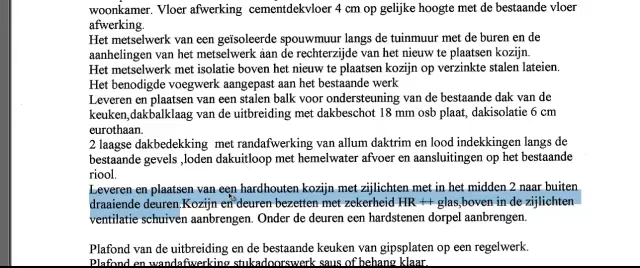 woonkamer. Vloer afwerking cementdekvloer 4 cm op gelijke hoogte met de bestaande vloer
afwerking.
Het metselwerk van een geïsoleerde spouwmuur langs de tuinmuur met de buren en de
aanhelingen van het metselwerk aan de rechterzijde van het nieuw te plaatsen kozijn.
Het metselwerk met isolatie boven het nieuw te plaatsen kozijn op verzinkte stalen lateien.
Het benodigde voegwerk aangepast aan het bestaande werk
Leveren en plaatsen van een stalen balk voor ondersteuning van de bestaande dak van de
keuken,dakbalklaag van de uitbreiding met dakbeschot 18 mm osb plaat, dakisolatie 6 cm
eurothaan.
2 laagse dakbedekking met randafwerking van allum daktrim en lood indekkingen langs de
bestaande gevels ,loden dakuitloop met hemelwater afvoer en aansluitingen op het bestaande
riool.
Leveren en plaatsen van een hardhouten kozijn met zijlichten met in het midden 2 naar buiten
draaiende deuren.Kozijn en deuren bezetten met zekerheid HR ++ glas,boven in de zijlichten
ventilatie schuiven aanbrengen. Onder de deuren een hardstenen dorpel aanbrengen.
Plafond van de uitbreiding en de bestaande keuken van gipsplaten op een regelwerk.
Plafond en wandafwerking stukadoorswerk saus of behang klaar.